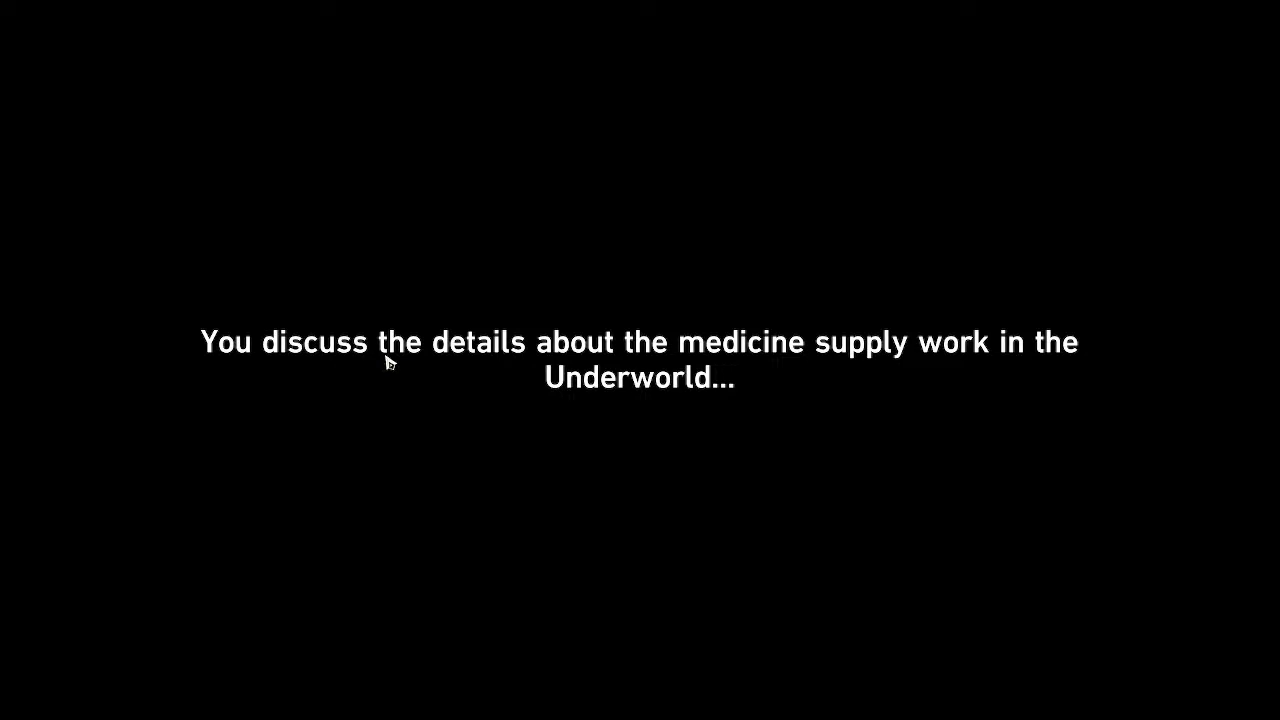 You discuss the details about the medicine supply work in the
Underworld...